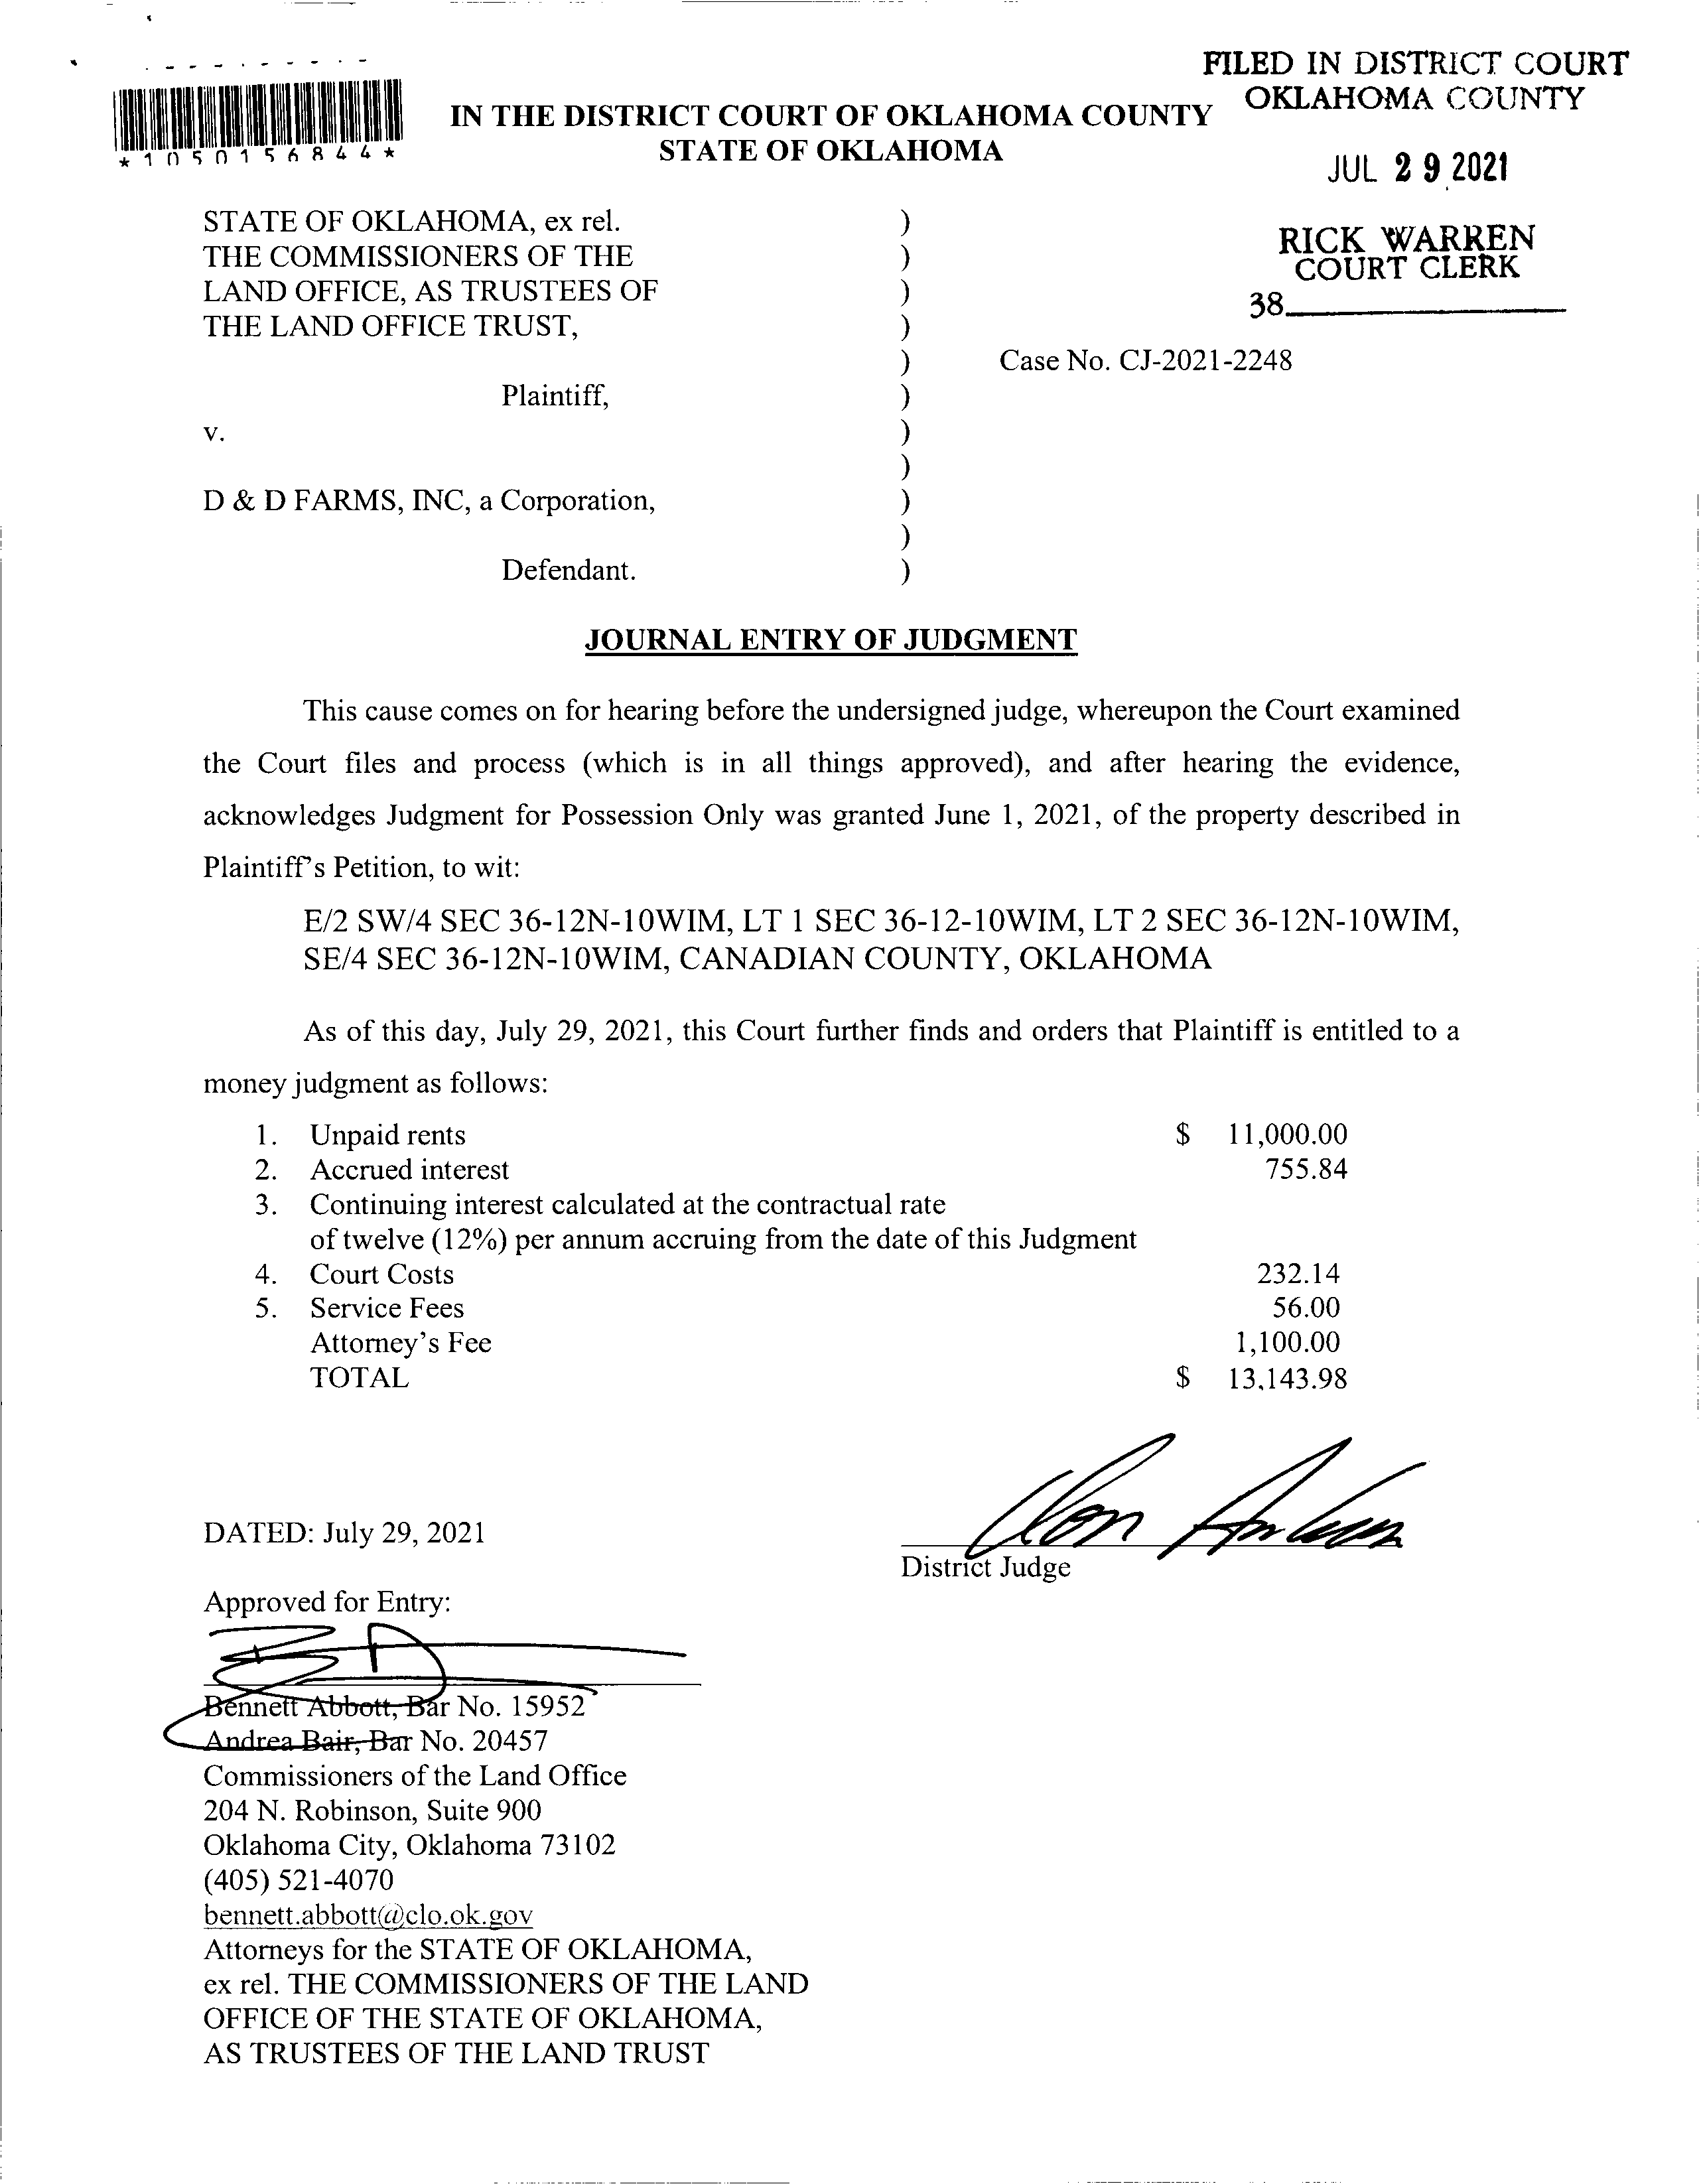 FILED IN DISTRICT COURT
OKLAHOMA COUNTY
JUL 29 2021
RICK WARREN
COURT CLERK
38
*1050156844*
IN THE DISTRICT COURT OF OKLAHOMA COUNTY
STATE OF OKLAHOMA
STATE OF OKLAHOMA, ex rel. )
THE COMMISSIONERS OF THE )
LAND OFFICE, AS TRUSTEES OF )
THE LAND OFFICE TRUST, )
) Case No. CJ-2021-2248
Plaintiff, )
v. )
)
D & D FARMS, INC, a Corporation, )
)
Defendant. )
JOURNAL ENTRY OF JUDGMENT
This cause comes on for hearing before the undersigned judge, whereupon the Court examined
the Court files and process (which is in all things approved), and after hearing the evidence,
acknowledges Judgment for Possession Only was granted June 1, 2021, of the property described in
Plaintiff's Petition, to wit:
E/2 SW/4 SEC 36-12N-10WIM, LT 1 SEC 36-12-10WIM, LT 2 SEC 36-12N-10WIM,
SE/4 SEC 36-12N-10WIM, CANADIAN COUNTY, OKLAHOMA
As of this day, July 29, 2021, this Court further finds and orders that Plaintiff is entitled to a
money judgment as follows:
1. Unpaid rents $ 11,000.00
2. Accrued interest 755.84
3. Continuing interest calculated at the contractual rate
of twelve (12%) per annum accruing from the date of this Judgment
4. Court Costs 232.14
5. Service Fees 56.00
Attorney's Fee 1,100.00
TOTAL $ 13,143.98
DATED: July 29, 2021
District Judge
Approved for Entry:
Bennett Abbott, Bar No. 15952
Andrea Bair, Bar No. 20457
Commissioners of the Land Office
204 N. Robinson, Suite 900
Oklahoma City, Oklahoma 73102
(405) 521-4070
bennett.abbott@clo.ok.gov
Attorneys for the STATE OF OKLAHOMA,
ex rel. THE COMMISSIONERS OF THE LAND
OFFICE OF THE STATE OF OKLAHOMA,
AS TRUSTEES OF THE LAND TRUST